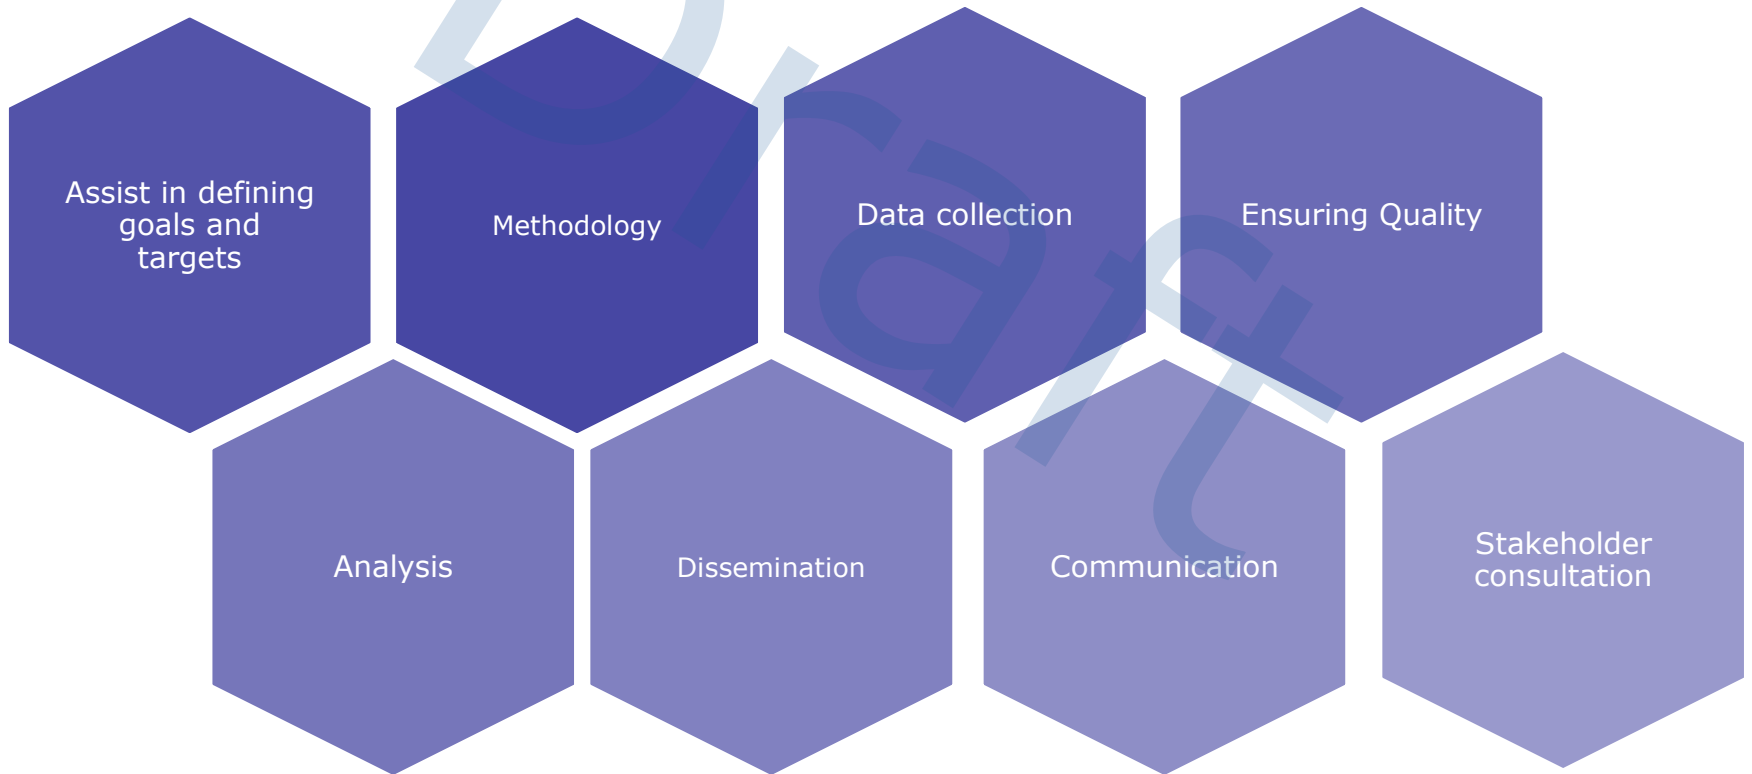 Assist in defining
goals and
targets
Methodology
Data collection
Ensuring Quality
Analysis
Dissemination
Communication
Stakeholder
consultation
Draft